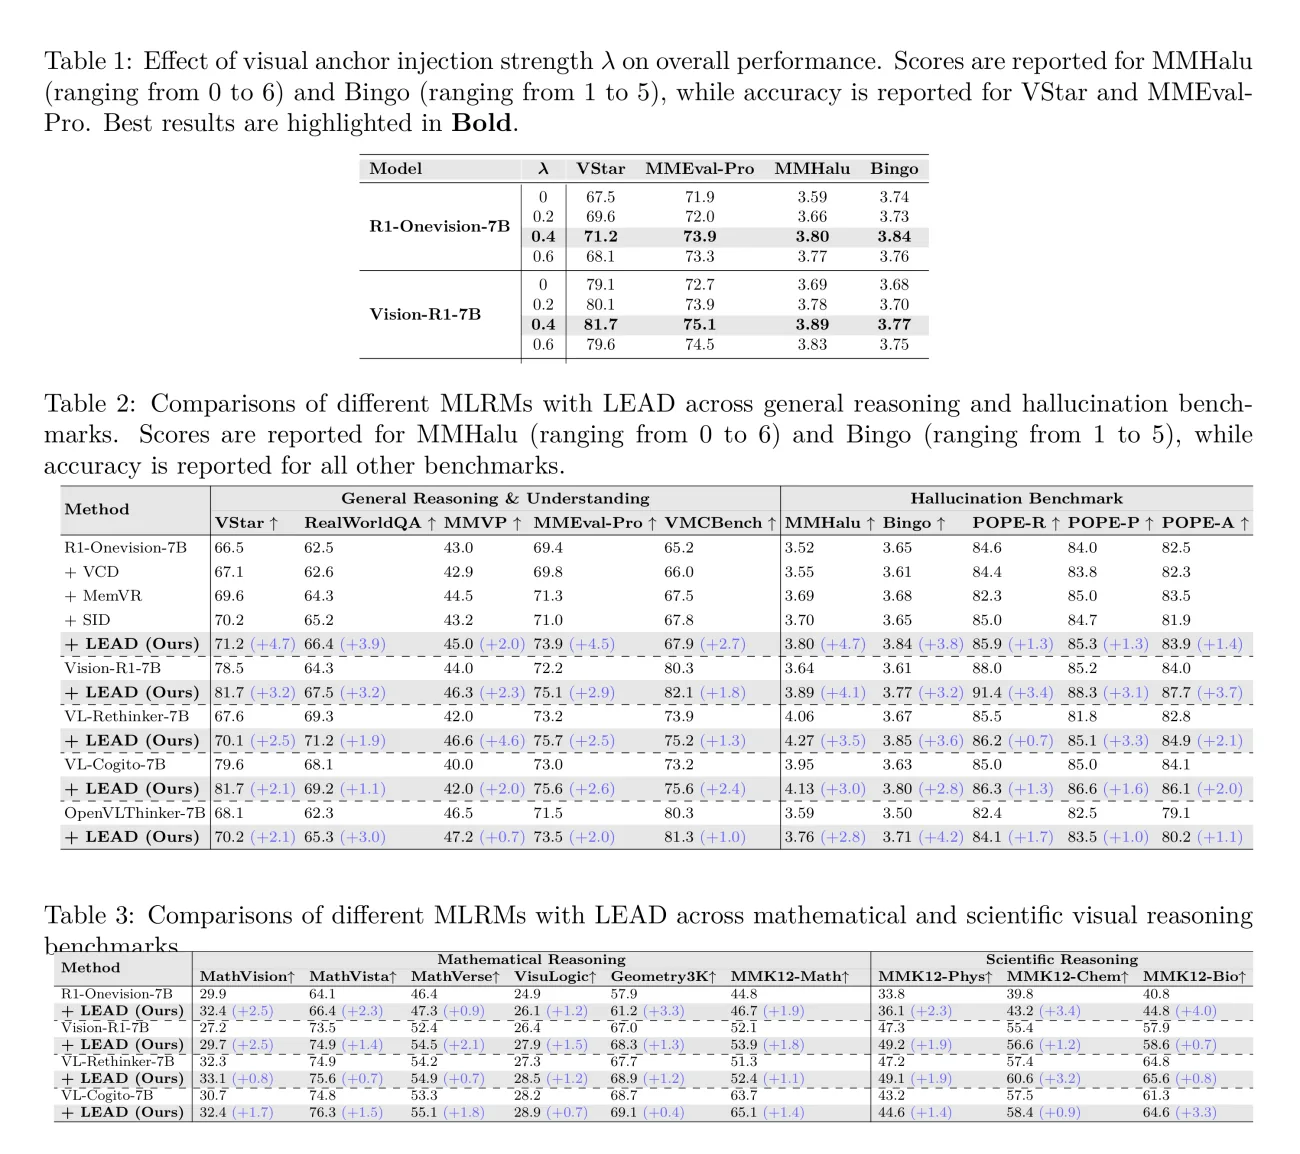 Table 1: Effect of visual anchor injection strength λ on overall performance. Scores are reported for MMHalu
(ranging from 0 to 6) and Bingo (ranging from 1 to 5), while accuracy is reported for VStar and MMEval-
Pro. Best results are highlighted in Bold.
Model λ VStar MMEval-Pro MMHalu Bingo
R1-Onevision-7B
0 67.5 71.9 3.59 3.74
0.2 69.6 72.0 3.66 3.73
0.4 71.2 73.9 3.80 3.84
0.6 68.1 73.3 3.77 3.76
Vision-R1-7B
0 79.1 72.7 3.69 3.68
0.2 80.1 73.9 3.78 3.70
0.4 81.7 75.1 3.89 3.77
0.6 79.6 74.5 3.83 3.75
Table 2: Comparisons of different MLRMs with LEAD across general reasoning and hallucination bench-
marks. Scores are reported for MMHalu (ranging from 0 to 6) and Bingo (ranging from 1 to 5), while
accuracy is reported for all other benchmarks.
Method General Reasoning & Understanding Hallucination Benchmark
VStar ↑ RealWorldQA ↑ MMVP ↑ MMEval-Pro ↑ VMCBench ↑ MMHalu ↑ Bingo ↑ POPE-R ↑ POPE-P ↑ POPE-A ↑
R1-Onevision-7B 66.5 62.5 43.0 69.4 65.2 3.52 3.65 84.6 84.0 82.5
+ VCD 67.1 62.6 42.9 69.8 66.0 3.55 3.61 84.4 83.8 82.3
+ MemVR 69.6 64.3 44.5 71.3 67.5 3.69 3.68 82.3 85.0 83.5
+ SID 70.2 65.2 43.2 71.0 67.8 3.70 3.65 85.0 84.7 81.9
+ LEAD (Ours) 71.2 (+4.7) 66.4 (+3.9) 45.0 (+2.0) 73.9 (+4.5) 67.9 (+2.7) 3.80 (+4.7) 3.84 (+3.8) 85.9 (+1.3) 85.3 (+1.3) 83.9 (+1.4)
Vision-R1-7B 78.5 64.3 44.0 72.2 80.3 3.64 3.61 88.0 85.2 84.0
+ LEAD (Ours) 81.7 (+3.2) 67.5 (+3.2) 46.3 (+2.3) 75.1 (+2.9) 82.1 (+1.8) 3.89 (+4.1) 3.77 (+3.2) 91.4 (+3.4) 88.3 (+3.1) 87.7 (+3.7)
VL-Rethinker-7B 67.6 69.3 42.0 73.2 73.9 4.06 3.67 85.5 81.8 82.8
+ LEAD (Ours) 70.1 (+2.5) 71.2 (+1.9) 46.6 (+4.6) 75.7 (+2.5) 75.2 (+1.3) 4.27 (+3.5) 3.85 (+3.6) 86.2 (+0.7) 85.1 (+3.3) 84.9 (+2.1)
VL-Cogito-7B 79.6 68.1 40.0 73.0 73.2 3.95 3.63 85.0 85.0 84.1
+ LEAD (Ours) 81.7 (+2.1) 69.2 (+1.1) 42.0 (+2.0) 75.6 (+2.6) 75.6 (+2.4) 4.13 (+3.0) 3.80 (+2.8) 86.3 (+1.3) 86.6 (+1.6) 86.1 (+2.0)
OpenVLThinker-7B 68.1 62.3 46.5 71.5 80.3 3.59 3.50 82.4 82.5 79.1
+ LEAD (Ours) 70.2 (+2.1) 65.3 (+3.0) 47.2 (+0.7) 73.5 (+2.0) 81.3 (+1.0) 3.76 (+2.8) 3.71 (+4.2) 84.1 (+1.7) 83.5 (+1.0) 80.2 (+1.1)
Table 3: Comparisons of different MLRMs with LEAD across mathematical and scientific visual reasoning
benchmarks
Method Mathematical Reasoning Scientific Reasoning
MathVision↑ MathVista↑ MathVerse↑ VisuLogic↑ Geometry3K↑ MMK12-Math↑ MMK12-Phys↑ MMK12-Chem↑ MMK12-Bio↑
R1-Onevision-7B 29.9 64.1 46.4 24.9 57.9 44.8 33.8 39.8 40.8
+ LEAD (Ours) 32.4 (+2.5) 66.4 (+2.3) 47.3 (+0.9) 26.1 (+1.2) 61.2 (+3.3) 46.7 (+1.9) 36.1 (+2.3) 43.2 (+3.4) 44.8 (+4.0)
Vision-R1-7B 27.2 73.5 52.4 26.4 67.0 52.1 47.3 55.4 57.9
+ LEAD (Ours) 29.7 (+2.5) 74.9 (+1.4) 54.5 (+2.1) 27.9 (+1.5) 68.3 (+1.3) 53.9 (+1.8) 49.2 (+1.9) 56.6 (+1.2) 58.6 (+0.7)
VL-Rethinker-7B 32.3 74.9 54.2 27.3 67.7 51.3 47.2 57.4 64.8
+ LEAD (Ours) 33.1 (+0.8) 75.6 (+0.7) 54.9 (+0.7) 28.5 (+1.2) 68.9 (+1.2) 52.4 (+1.1) 49.1 (+1.9) 60.6 (+3.2) 65.6 (+0.8)
VL-Cogito-7B 30.7 74.8 53.3 28.2 68.7 63.7 43.2 57.5 61.3
+ LEAD (Ours) 32.4 (+1.7) 76.3 (+1.5) 55.1 (+1.8) 28.9 (+0.7) 69.1 (+0.4) 65.1 (+1.4) 44.6 (+1.4) 58.4 (+0.9) 64.6 (+3.3)